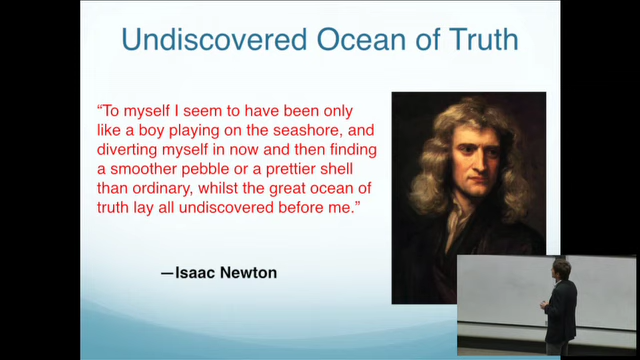 Undiscovered Ocean of Truth
“To myself I seem to have been only
like a boy playing on the seashore, and
diverting myself in now and then finding
a smoother pebble or a prettier shell
than ordinary, whilst the great ocean of
truth lay all undiscovered before me.”
—Isaac Newton